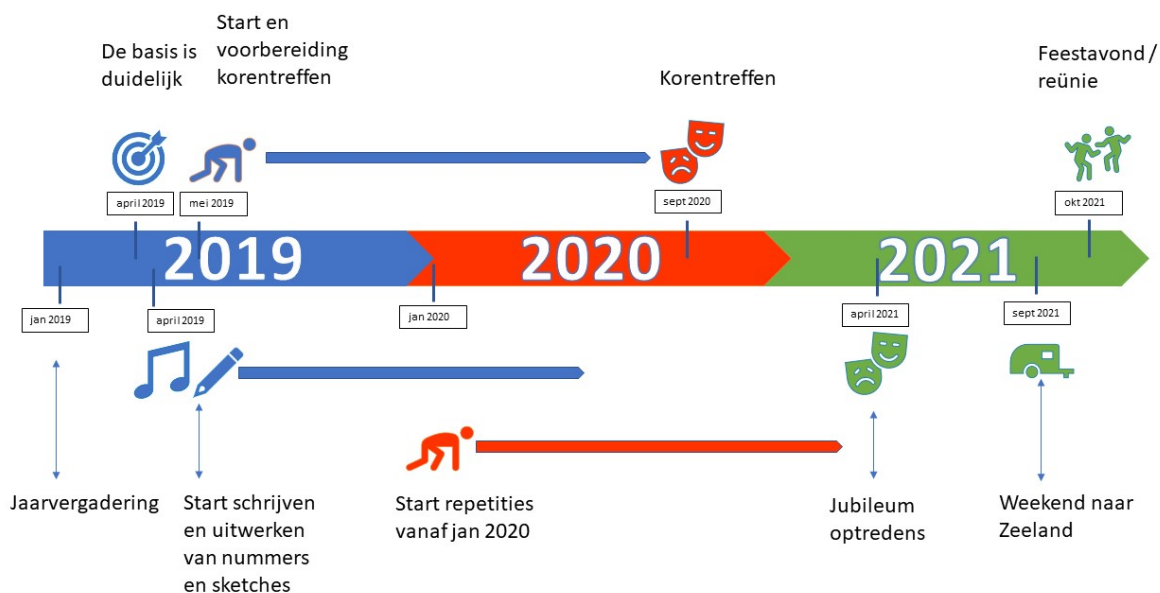 De basis is
duidelijk
Start en
voorbereiding
korentreffen
Korentreffen
Feestavond /
reünie
april 2019
mei 2019
sept 2020
okt 2021
2019
2020
2021
jan 2019
april 2019
jan 2020
april 2021
sept 2021
Jaarvergadering
Start schrijven
en uitwerken
van nummers
en sketches
Start repetities
vanaf jan 2020
Jubileum
optredens
Weekend naar
Zeeland